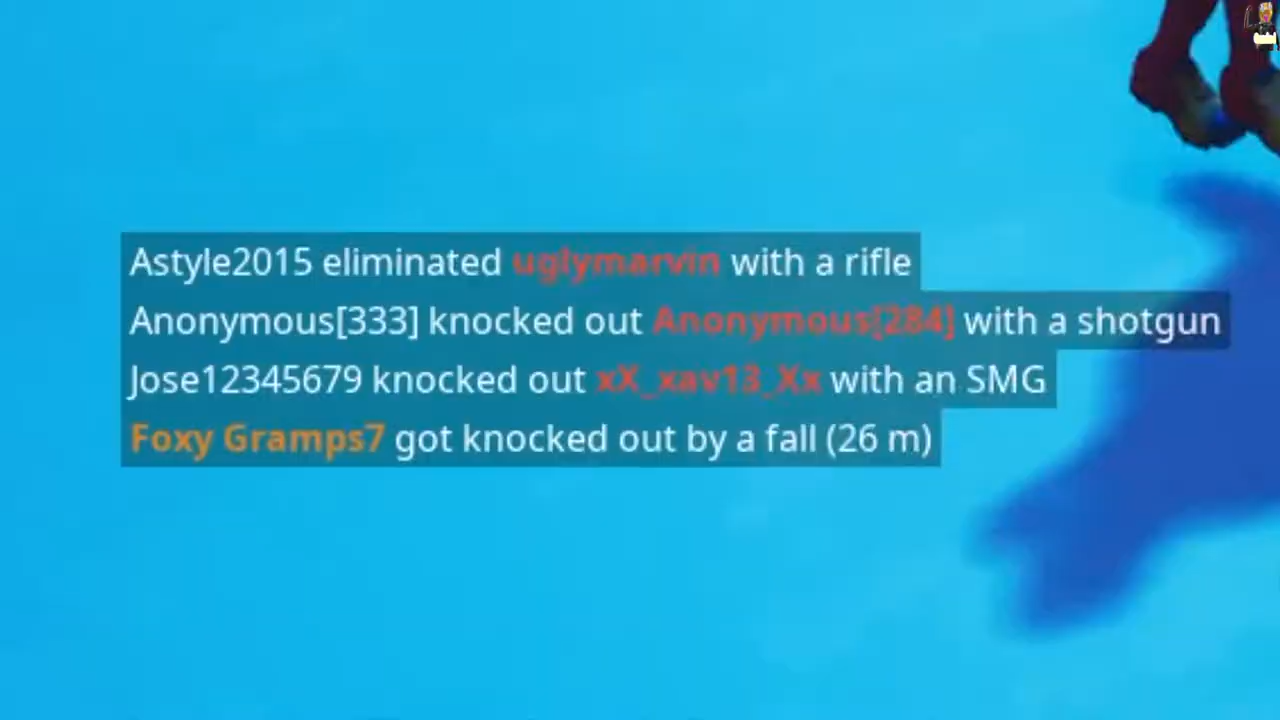 Astyle2015 eliminated uglymarvin with a rifle
Anonymous[333] knocked out Anonymous[284] with a shotgun
Jose12345679 knocked out xX_xav13_Xx with an SMG
Foxy Gramps7 got knocked out by a fall (26 m)